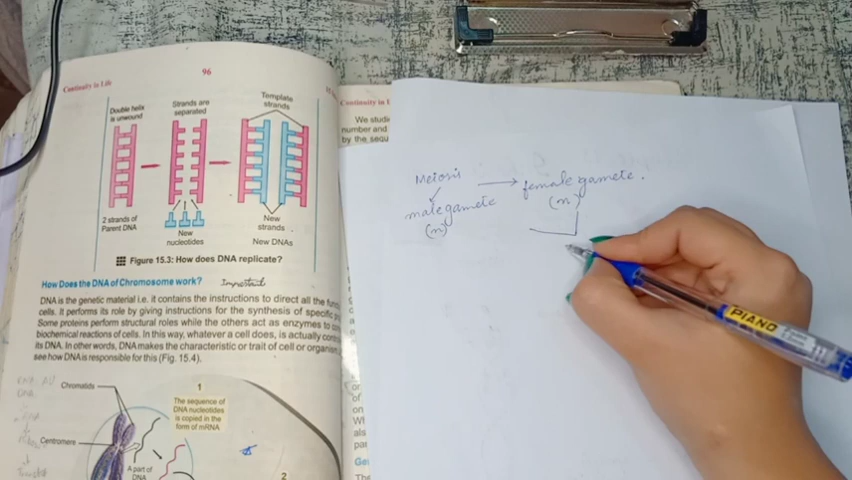 Continuity in Life
96
Double helix
is unwound
Strands are
separated
Template
strands
2 strands of
Parent DNA
New
nucleotides
New
strands
New DNAs
Figure 15.3: How does DNA replicate?
How Does the DNA of Chromosome work?
Important
DNA is the genetic material i.e. it contains the instructions to direct all the
cells. It performs its role by giving instructions for the synthesis of specific
Some proteins perform structural roles while the others act as enzymes to
biochemical reactions of cells. In this way, whatever a cell does, is actually
its DNA. In other words, DNA makes the characteristic or trait of cell or
see how DNA is responsible for this (Fig. 15.4).
Chromatids
Centromere
A part of
DNA
1
The sequence of
DNA nucleotides
is copied in the
form of mRNA
2
Continuity in
We
number and
by the
Meiosis
male gamete
(n)
female gamete.
(n)
PIANO